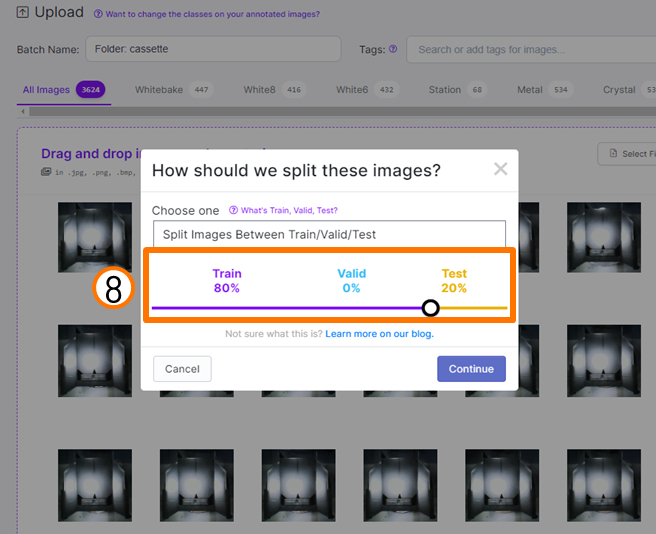 Upload Want to change the classes on your annotated images?
Batch Name: Folder: cassette Tags: Search or add tags for images...
All Images 3624 Whitebake 447 White8 416 White6 432 Station 68 Metal 534 Crystal
Drag and drop
in .jpg, .png, .bmp,
Select
How should we split these images?
Choose one What's Train, Valid, Test?
Split Images Between Train/Valid/Test
Train Valid Test
80% 0% 20%
8
Not sure what this is? Learn more on our blog.
Cancel Continue